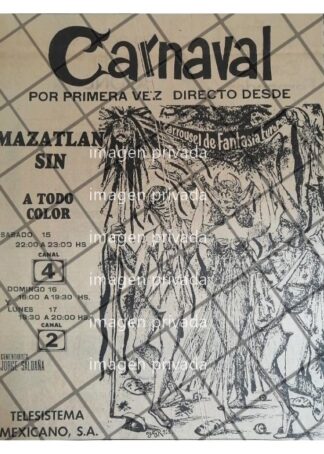 Carnaval
POR PRIMERA VEZ DIRECTO DESDE
MAZATLAN
SIN
A TODO
COLOR
Carrousel de Fantasia
SABADO 15
22:00 A 23:00 HS
CANAL
4
DOMINGO 16
18:00 A 19:30 HS.
Y
LUNES 17
18:30 A 20:00 HS
CANAL
2
JORGE SALDAÑA
TELESISTEMA
MEXICANO, S.A.
imagen privada
imagen privada
imagen privada
imagen privada
imagen privada
imagen privada